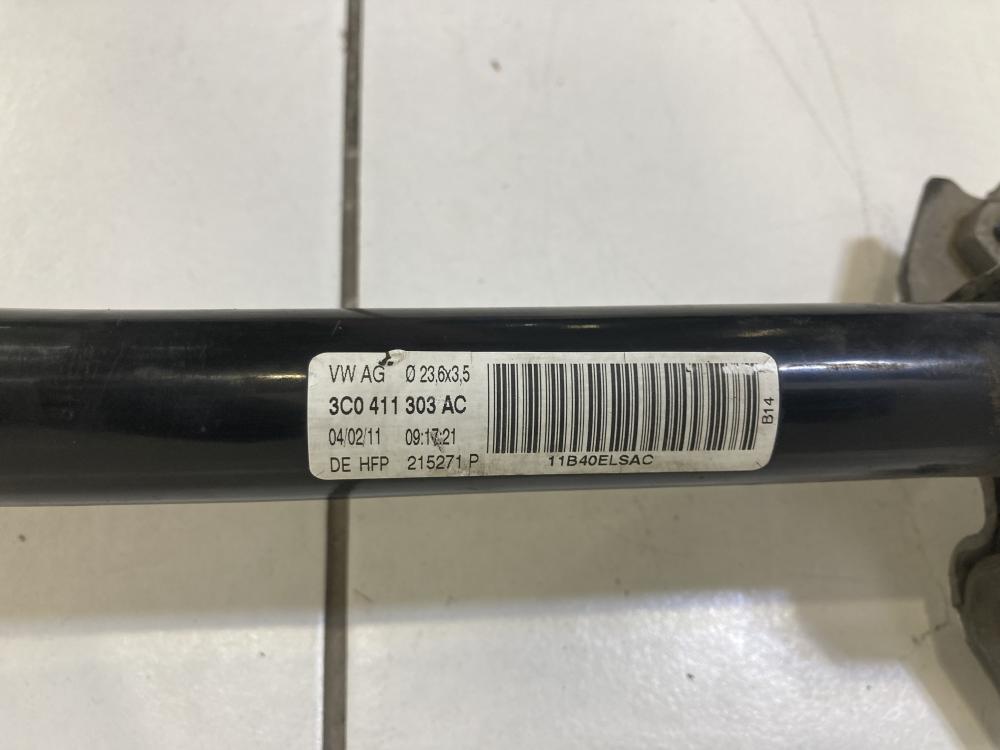 VW AG Ø 23,6x3,5
3C0 411 303 AC
04/02/11 09:17:21
DE HFP 215271 P
11B40ELSAC
B14